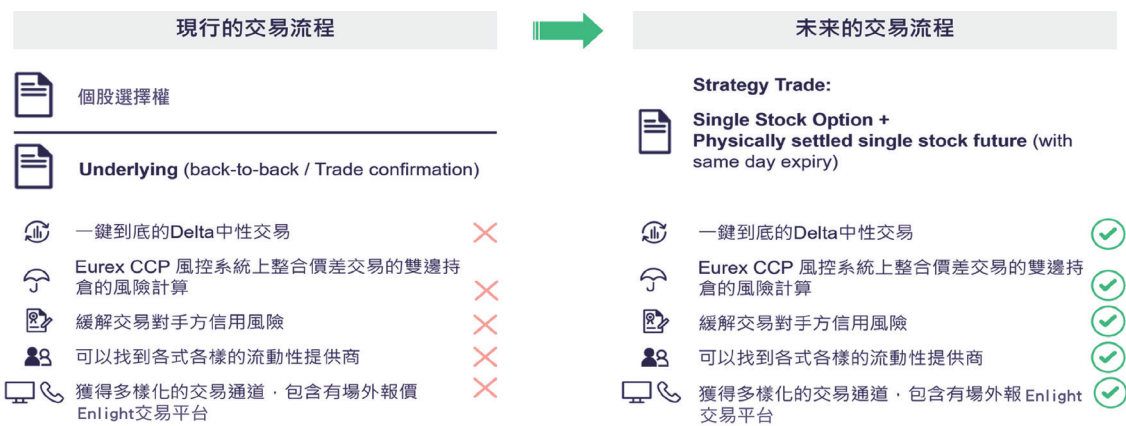 現行的交易流程
個股選擇權
Underlying (back-to-back / Trade confirmation)
一鍵到底的Delta中性交易
Eurex CCP 風控系統上整合價差交易的雙邊持
倉的風險計算
緩解交易對手方信用風險
可以找到各式各樣的流動性提供商
獲得多樣化的交易通道，包含有場外報價
Enlight交易平台
未来的交易流程
Strategy Trade:
Single Stock Option +
Physically settled single stock future (with
same day expiry)
一鍵到底的Delta中性交易
Eurex CCP 風控系統上整合價差交易的雙邊持
倉的風險計算
緩解交易對手方信用風險
可以找到各式各樣的流動性提供商
獲得多樣化的交易通道，包含有場外報 Enlight
交易平台